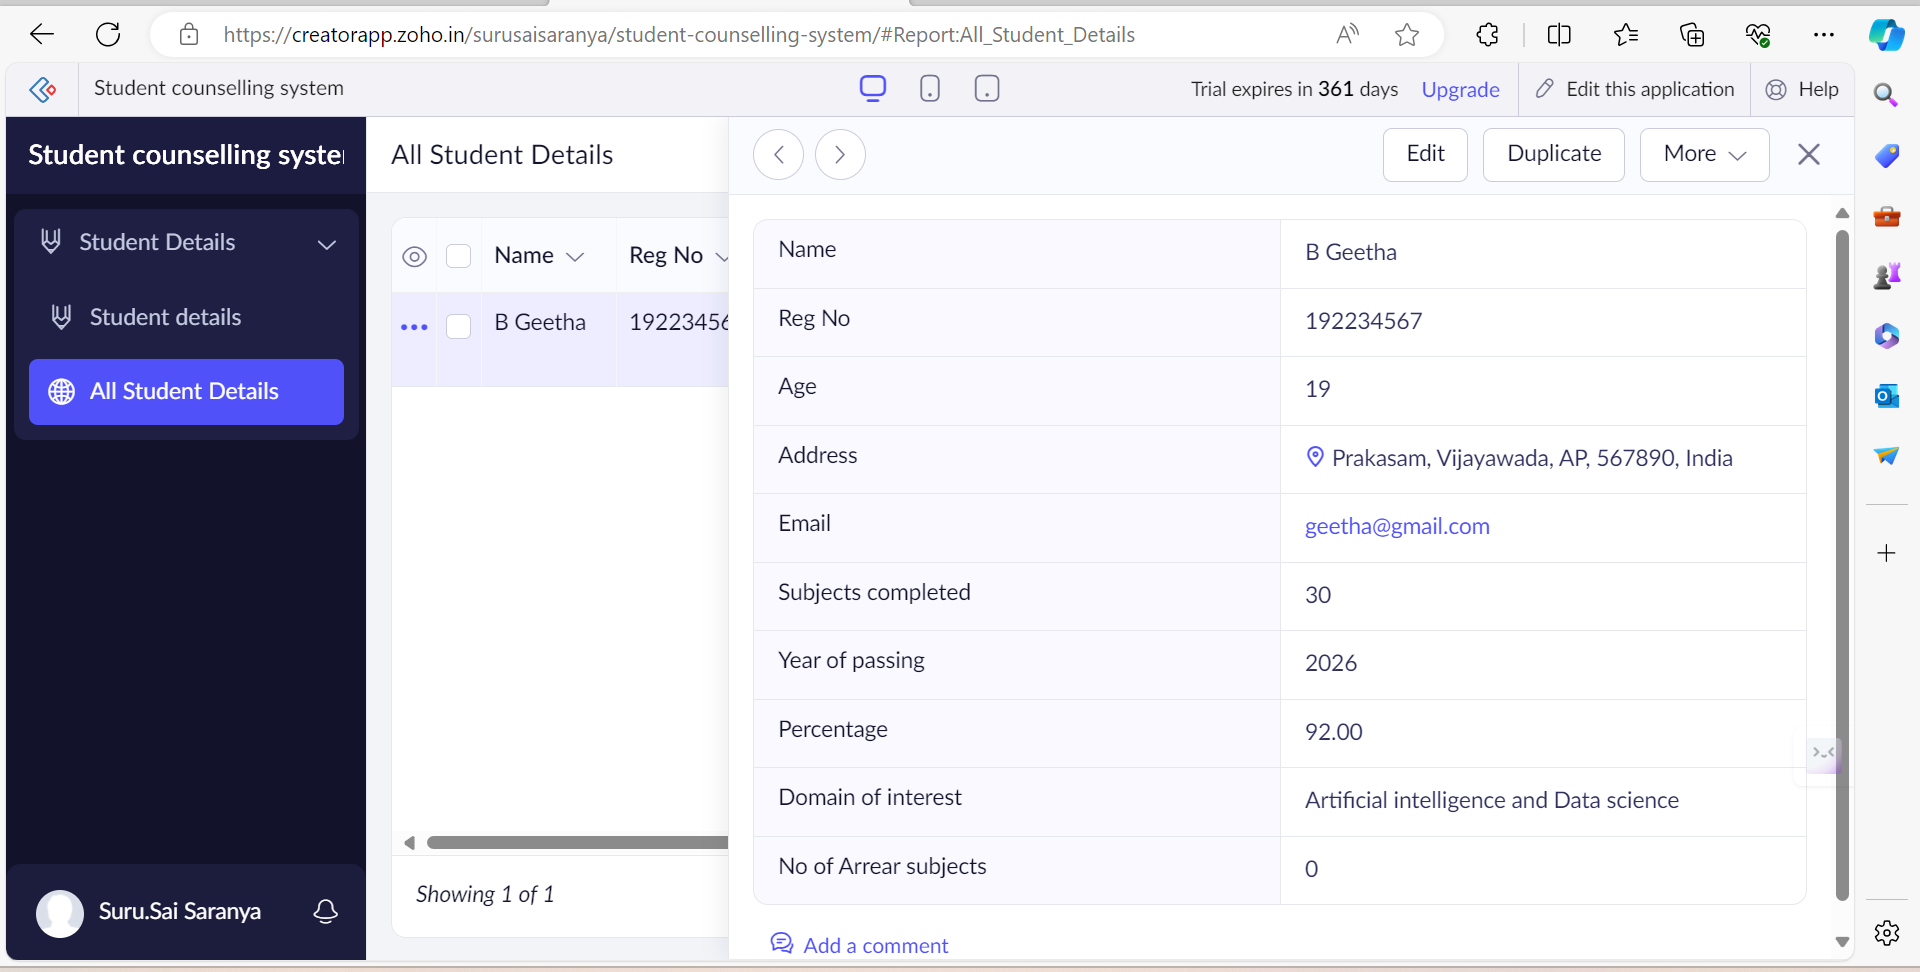 https://creatorapp.zoho.in/surusaisaranya/student-counselling-system/#Report:All_Student_Details
Student counselling system
Trial expires in 361 days Upgrade
Edit this application
Help
Student counselling syste
Student Details
Student details
All Student Details
Suru.Sai Saranya
All Student Details
Name Reg No
B Geetha 19223456
Showing 1 of 1
Edit
Duplicate
More
Name B Geetha
Reg No 192234567
Age 19
Address Prakasam, Vijayawada, AP, 567890, India
Email geetha@gmail.com
Subjects completed 30
Year of passing 2026
Percentage 92.00
Domain of interest Artificial intelligence and Data science
No of Arrear subjects 0
Add a comment